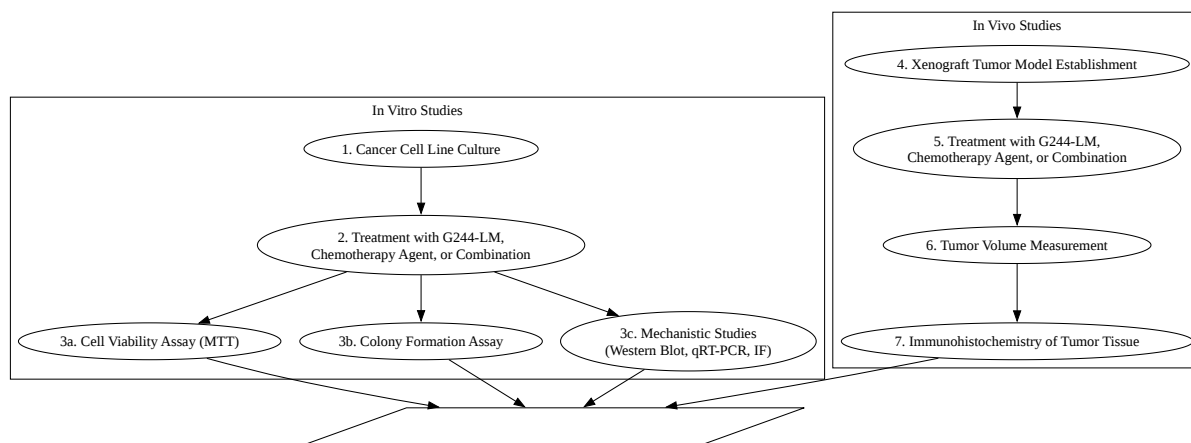 In Vivo Studies
4. Xenograft Tumor Model Establishment
5. Treatment with G244-LM,
Chemotherapy Agent, or Combination
6. Tumor Volume Measurement
7. Immunohistochemistry of Tumor Tissue
In Vitro Studies
1. Cancer Cell Line Culture
2. Treatment with G244-LM,
Chemotherapy Agent, or Combination
3a. Cell Viability Assay (MTT)
3b. Colony Formation Assay
3c. Mechanistic Studies
(Western Blot, qRT-PCR, IF)